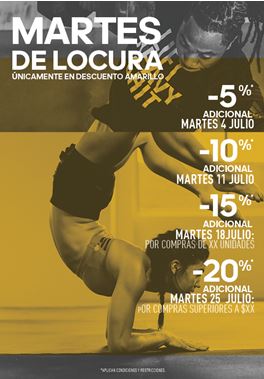 MARTES
DE LOCURA
ÚNICAMENTE EN DESCUENTO AMARILLO
-5%*
ADICIONAL
MARTES 4 JULIO
-10%*
ADICIONAL
MARTES 11 JULIO
-15%*
ADICIONAL
MARTES 18JULIO:
POR COMPRAS DE XX UNIDADES
-20%*
ADICIONAL
MARTES 25 JULIO:
POR COMPRAS SUPERIORES A $XX
*APLICAN CONDICIONES Y RESTRICCIONES.